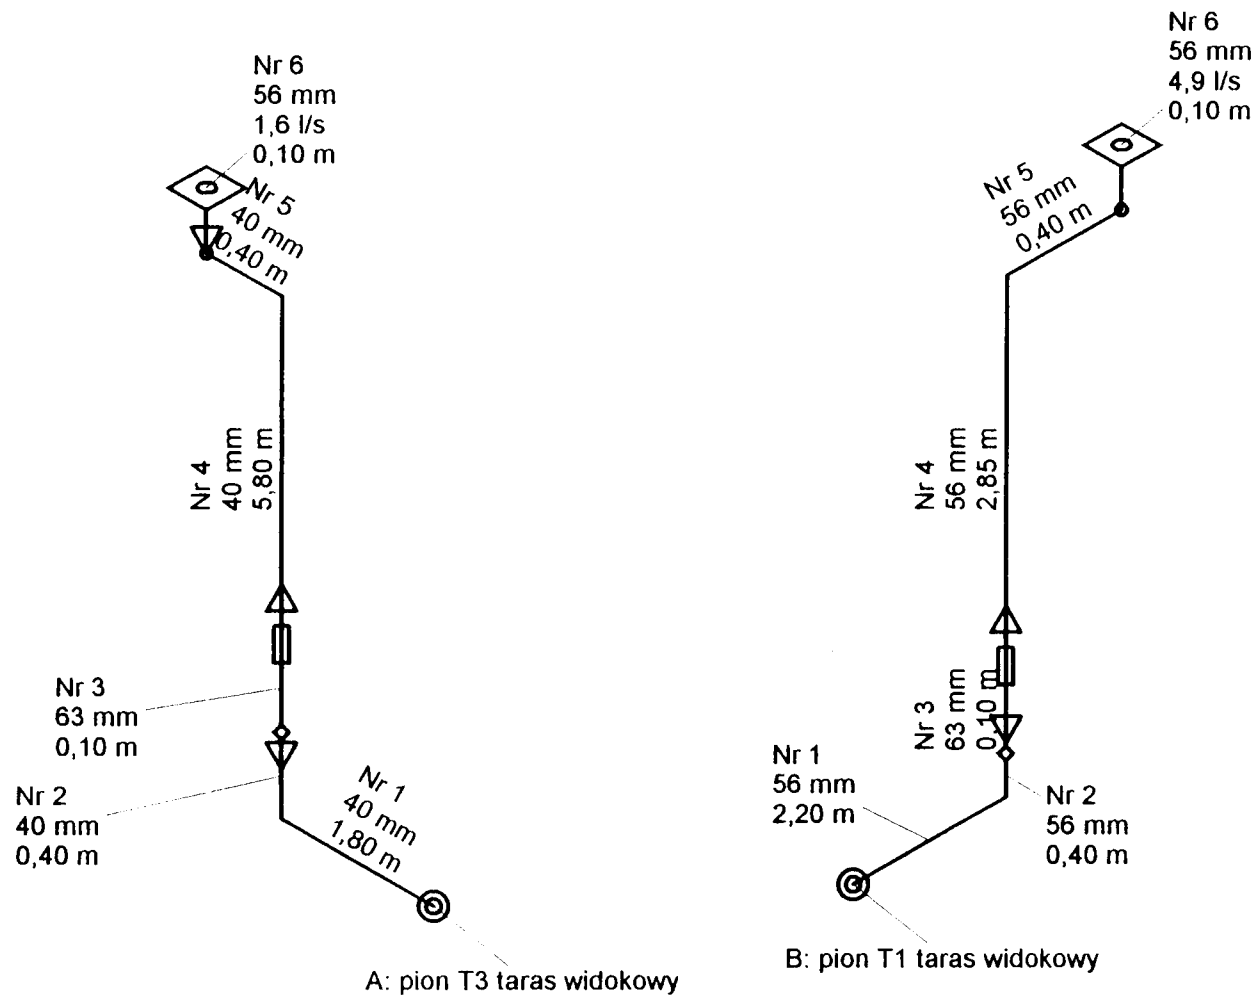 Nr 6
56 mm
1,6 l/s
0,10 m
Nr 5
40 mm
0,40 m
Nr 4
40 mm
5,80 m
Nr 3
63 mm
0,10 m
Nr 2
40 mm
0,40 m
Nr 1
40 mm
1,80 m
A: pion T3 taras widokowy
Nr 6
56 mm
4,9 l/s
0,10 m
Nr 5
56 mm
0,40 m
Nr 4
56 mm
2,85 m
Nr 3
63 mm
0,10 m
Nr 1
56 mm
2,20 m
Nr 2
56 mm
0,40 m
B: pion T1 taras widokowy